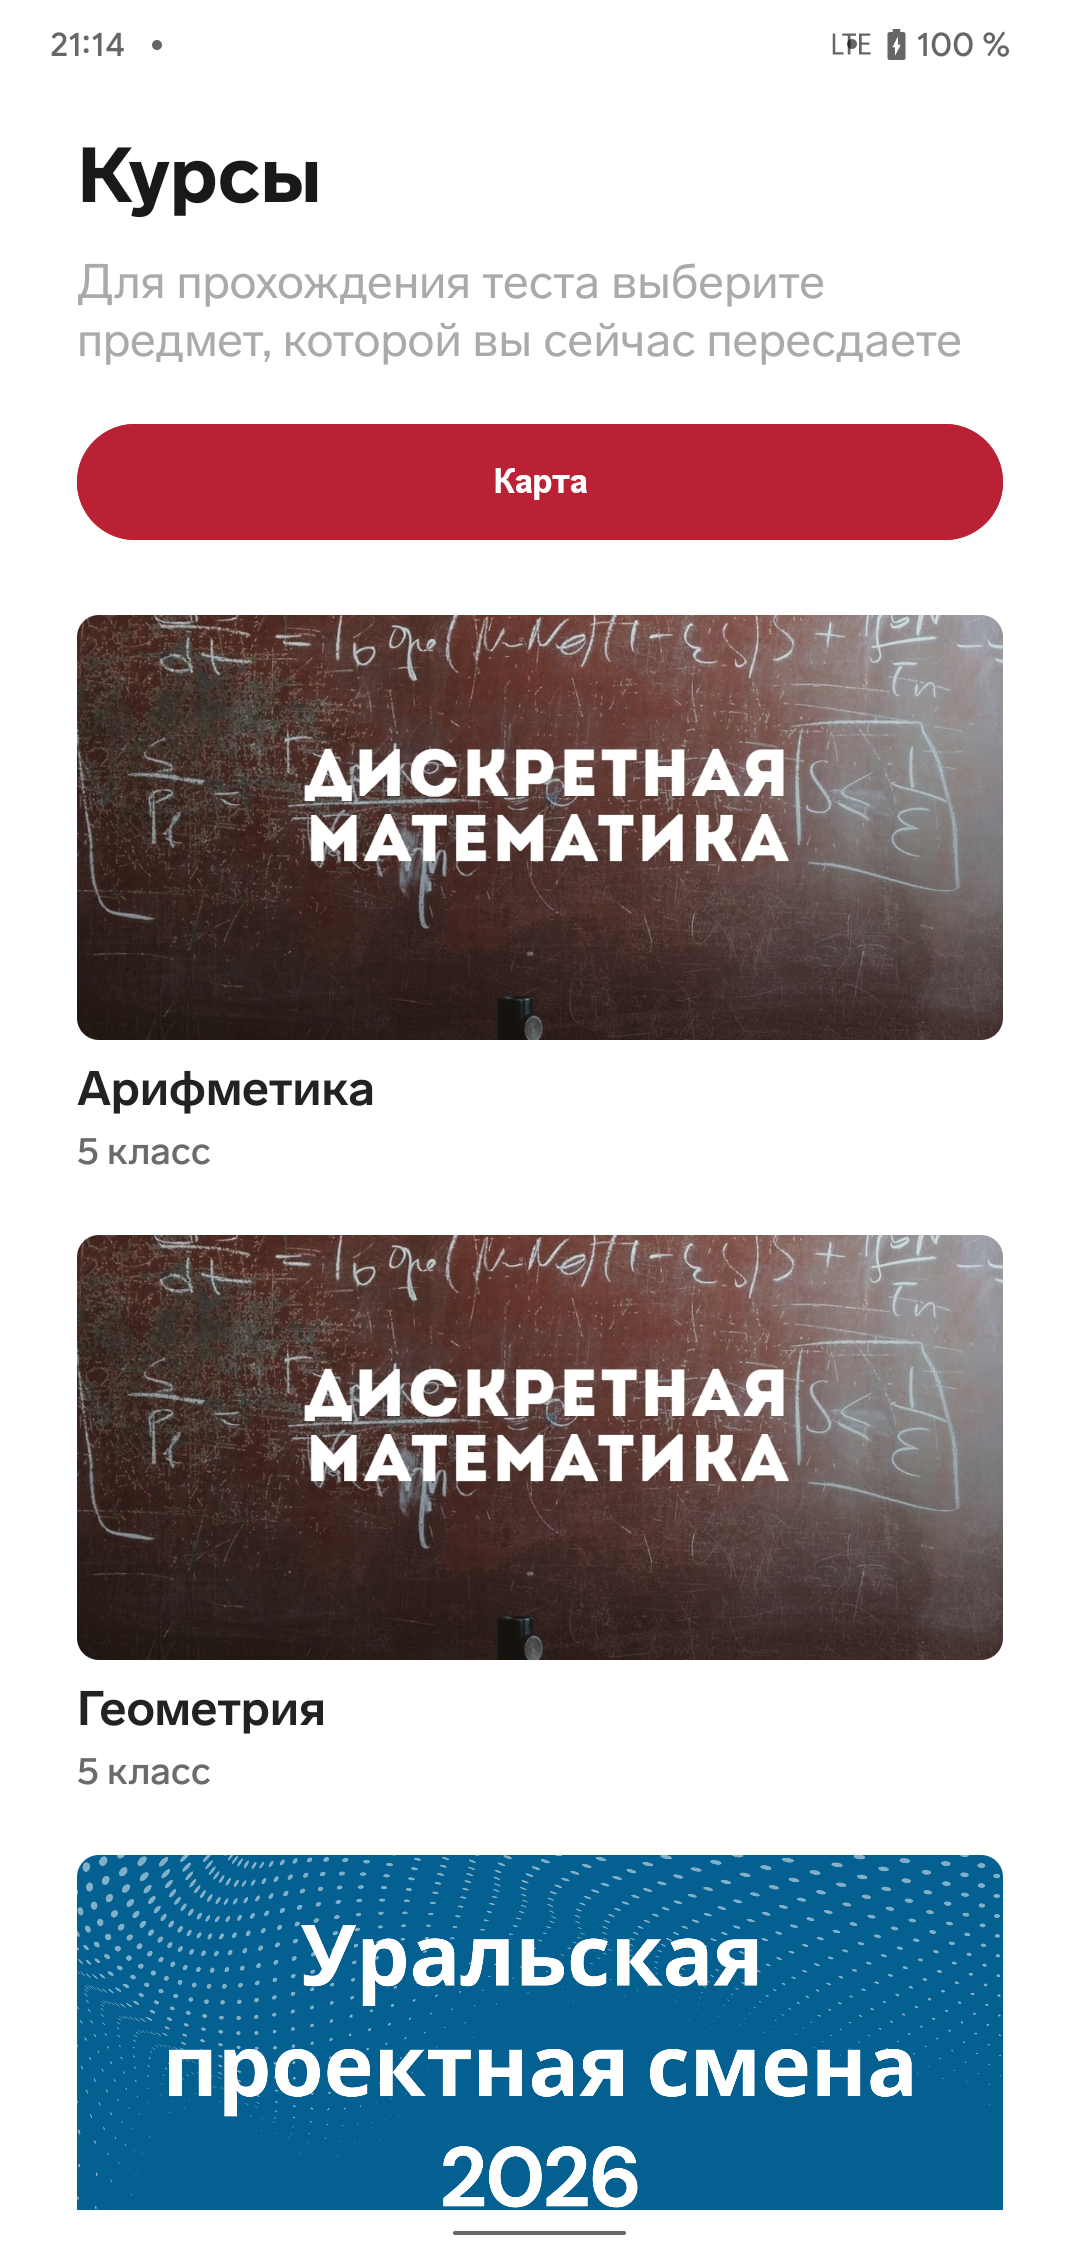 21:14
LTE 100 %
Курсы
Для прохождения теста выберите
предмет, которой вы сейчас пересдаете
Карта
ДИСКРЕТНАЯ
МАТЕМАТИКА
Арифметика
5 класс
ДИСКРЕТНАЯ
МАТЕМАТИКА
Геометрия
5 класс
Уральская
проектная смена
2026